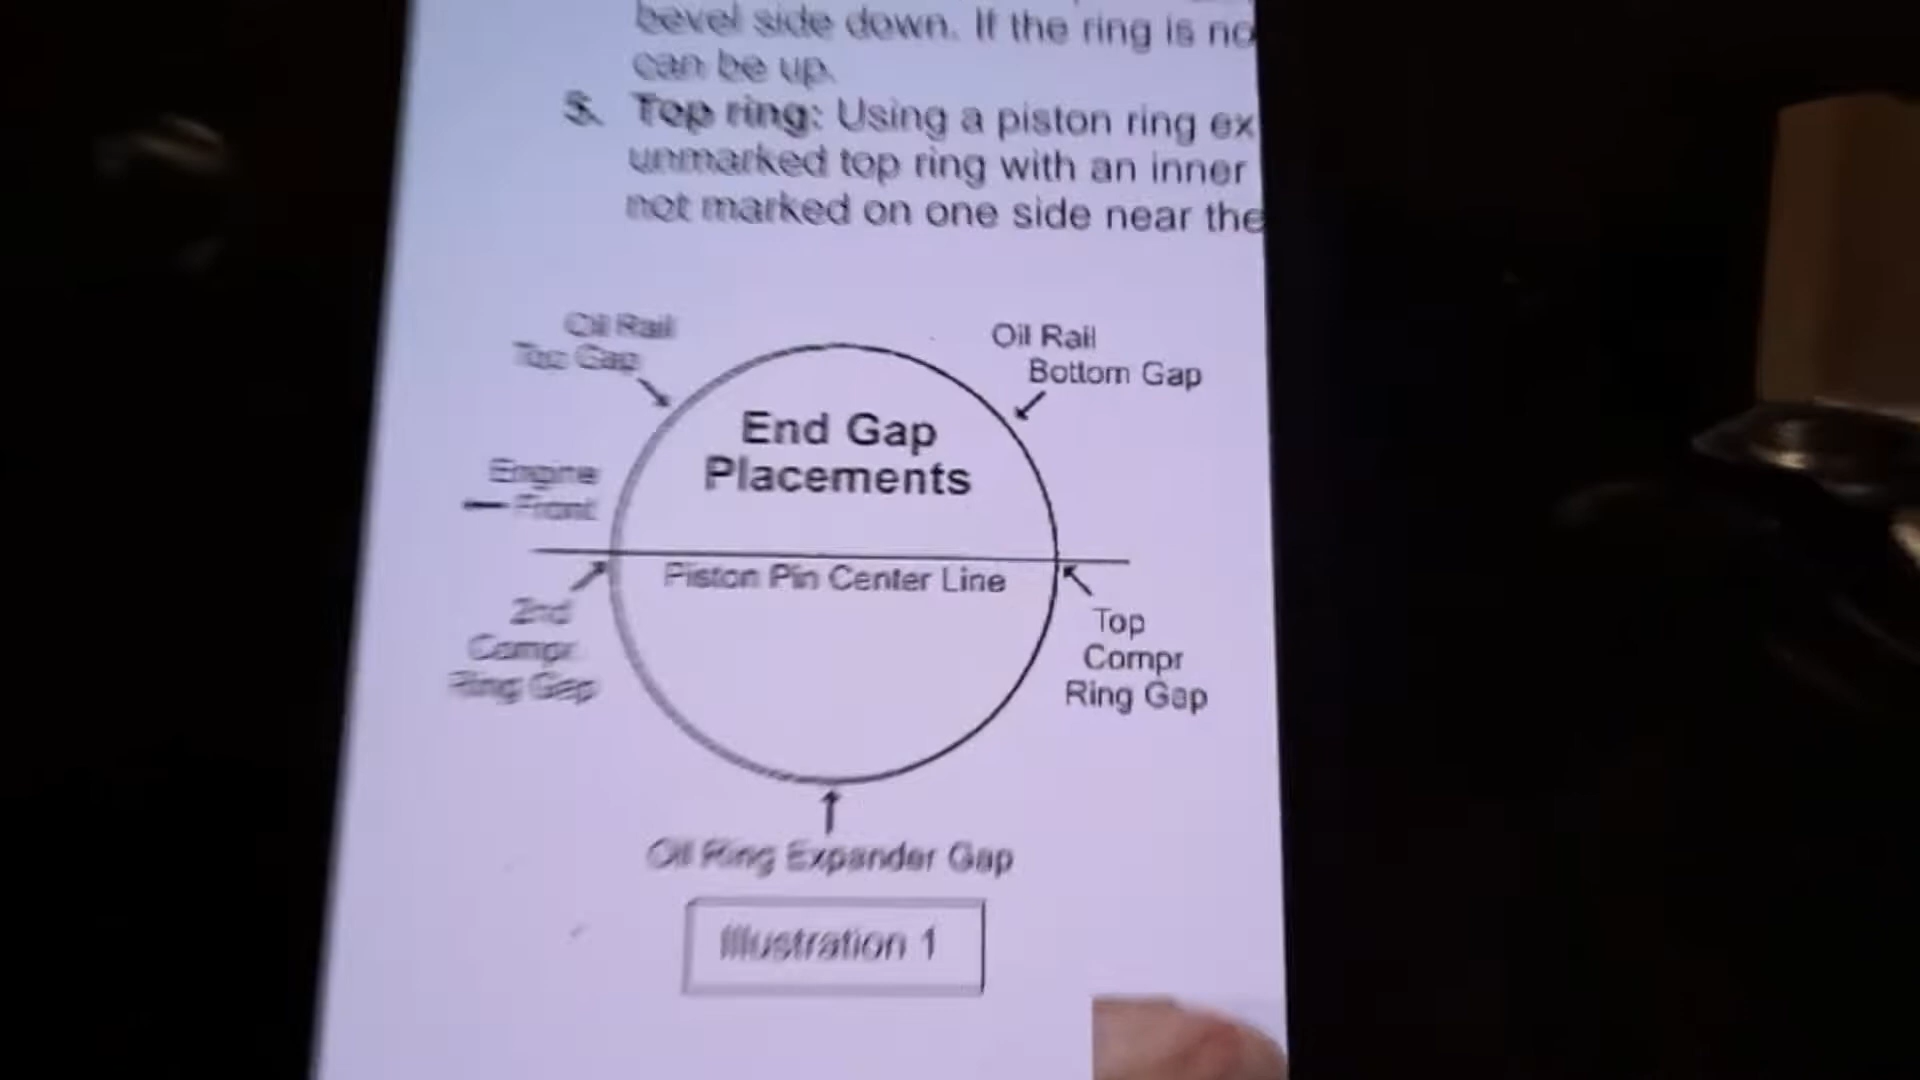 bevel side down. If the ring is no
can be up.
5. Top ring: Using a piston ring ex
unmarked top ring with an inner
not marked on one side near the
Oil Rail
Top Gap
Oil Rail
Bottom Gap
End Gap
Placements
Engine
Front
Piston Pin Center Line
2nd
Compr
Ring Gap
Top
Compr
Ring Gap
Oil Ring Expander Gap
Illustration 1